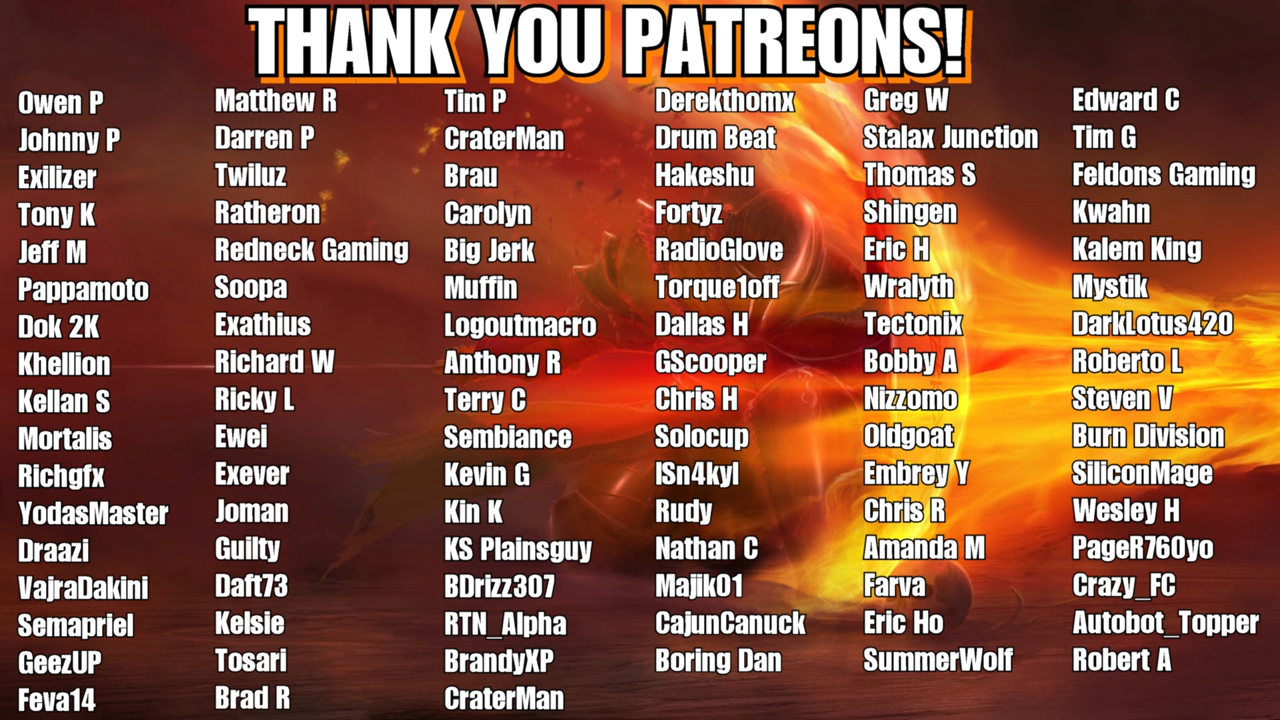 THANK YOU PATREONS!
Owen P
Johnny P
Exilizer
Tony K
Jeff M
Pappamoto
Dok 2K
Khellion
Kellan S
Mortalis
Richgfx
YodasMaster
Draazi
VajraDakini
Semapriel
GeezUP
Feva14
Matthew R
Darren P
Twiluz
Ratheron
Redneck Gaming
Soopa
Exathius
Richard W
Ricky L
Ewei
Exever
Joman
Guilty
Daft73
Kelsie
Tosari
Brad R
Tim P
CraterMan
Brau
Carolyn
Big Jerk
Muffin
Logoutmacro
Anthony R
Terry C
Sembiance
Kevin G
Kin K
KS Plainsguy
BDrizz307
RTN_Alpha
BrandyXP
CraterMan
Derekthomx
Drum Beat
Hakeshu
Fortyz
RadioGlove
Torque1off
Dallas H
GScooper
Chris H
Solocup
ISn4kyI
Rudy
Nathan C
Majik01
CajunCanuck
Boring Dan
Greg W
Stalax Junction
Thomas S
Shingen
Eric H
Wralyth
Tectonix
Bobby A
Nizzomo
Oldgoat
Embrey Y
Chris R
Amanda M
Farva
Eric Ho
SummerWolf
Edward C
Tim G
Feldons Gaming
Kwahn
Kalem King
Mystik
DarkLotus420
Roberto L
Steven V
Burn Division
SiliconMage
Wesley H
PageR760yo
Crazy_FC
Autobot_Topper
Robert A